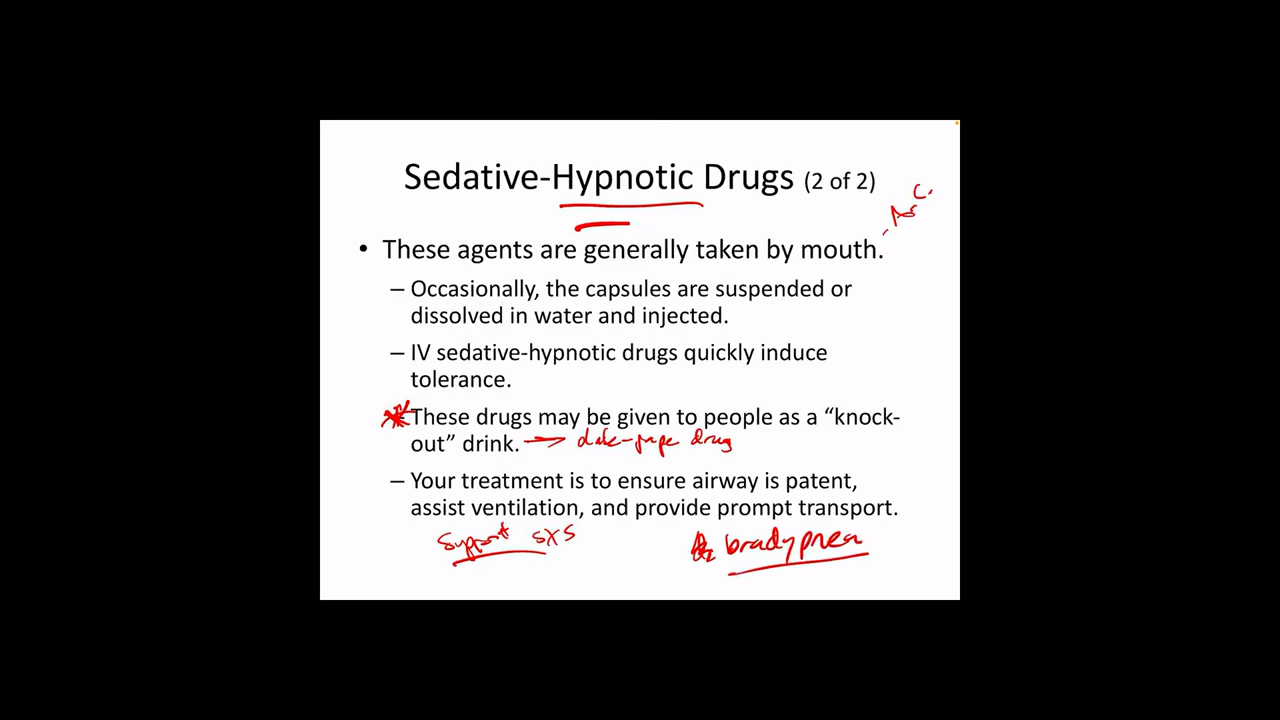 Sedative-Hypnotic Drugs (2 of 2)
• These agents are generally taken by mouth.
– Occasionally, the capsules are suspended or
dissolved in water and injected.
– IV sedative-hypnotic drugs quickly induce
tolerance.
– These drugs may be given to people as a “knock-
out” drink. → date-rape drug
– Your treatment is to ensure airway is patent,
assist ventilation, and provide prompt transport.
Support SXS
bradypnea